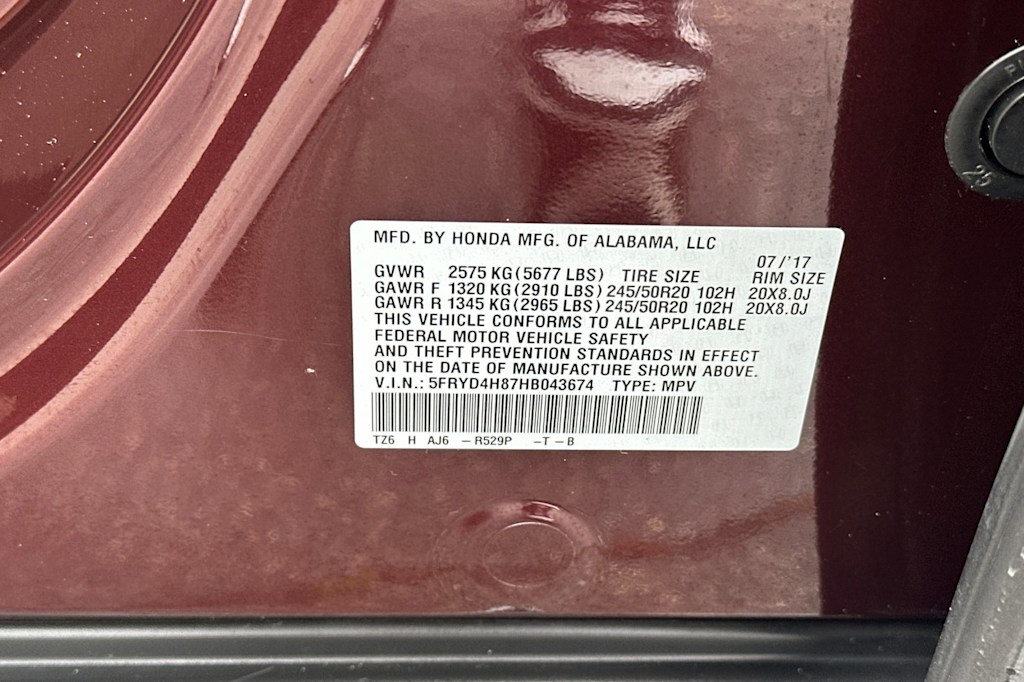 MFD. BY HONDA MFG. OF ALABAMA, LLC
07/'17
GVWR 2575 KG (5677 LBS) TIRE SIZE RIM SIZE
GAWR F 1320 KG (2910 LBS) 245/50R20 102H 20X8.0J
GAWR R 1345 KG (2965 LBS) 245/50R20 102H 20X8.0J
THIS VEHICLE CONFORMS TO ALL APPLICABLE
FEDERAL MOTOR VEHICLE SAFETY
AND THEFT PREVENTION STANDARDS IN EFFECT
ON THE DATE OF MANUFACTURE SHOWN ABOVE.
V.I.N.: 5FRYD4H87HB043674 TYPE: MPV
TZ6 H AJ6 – R529P –T – B
25